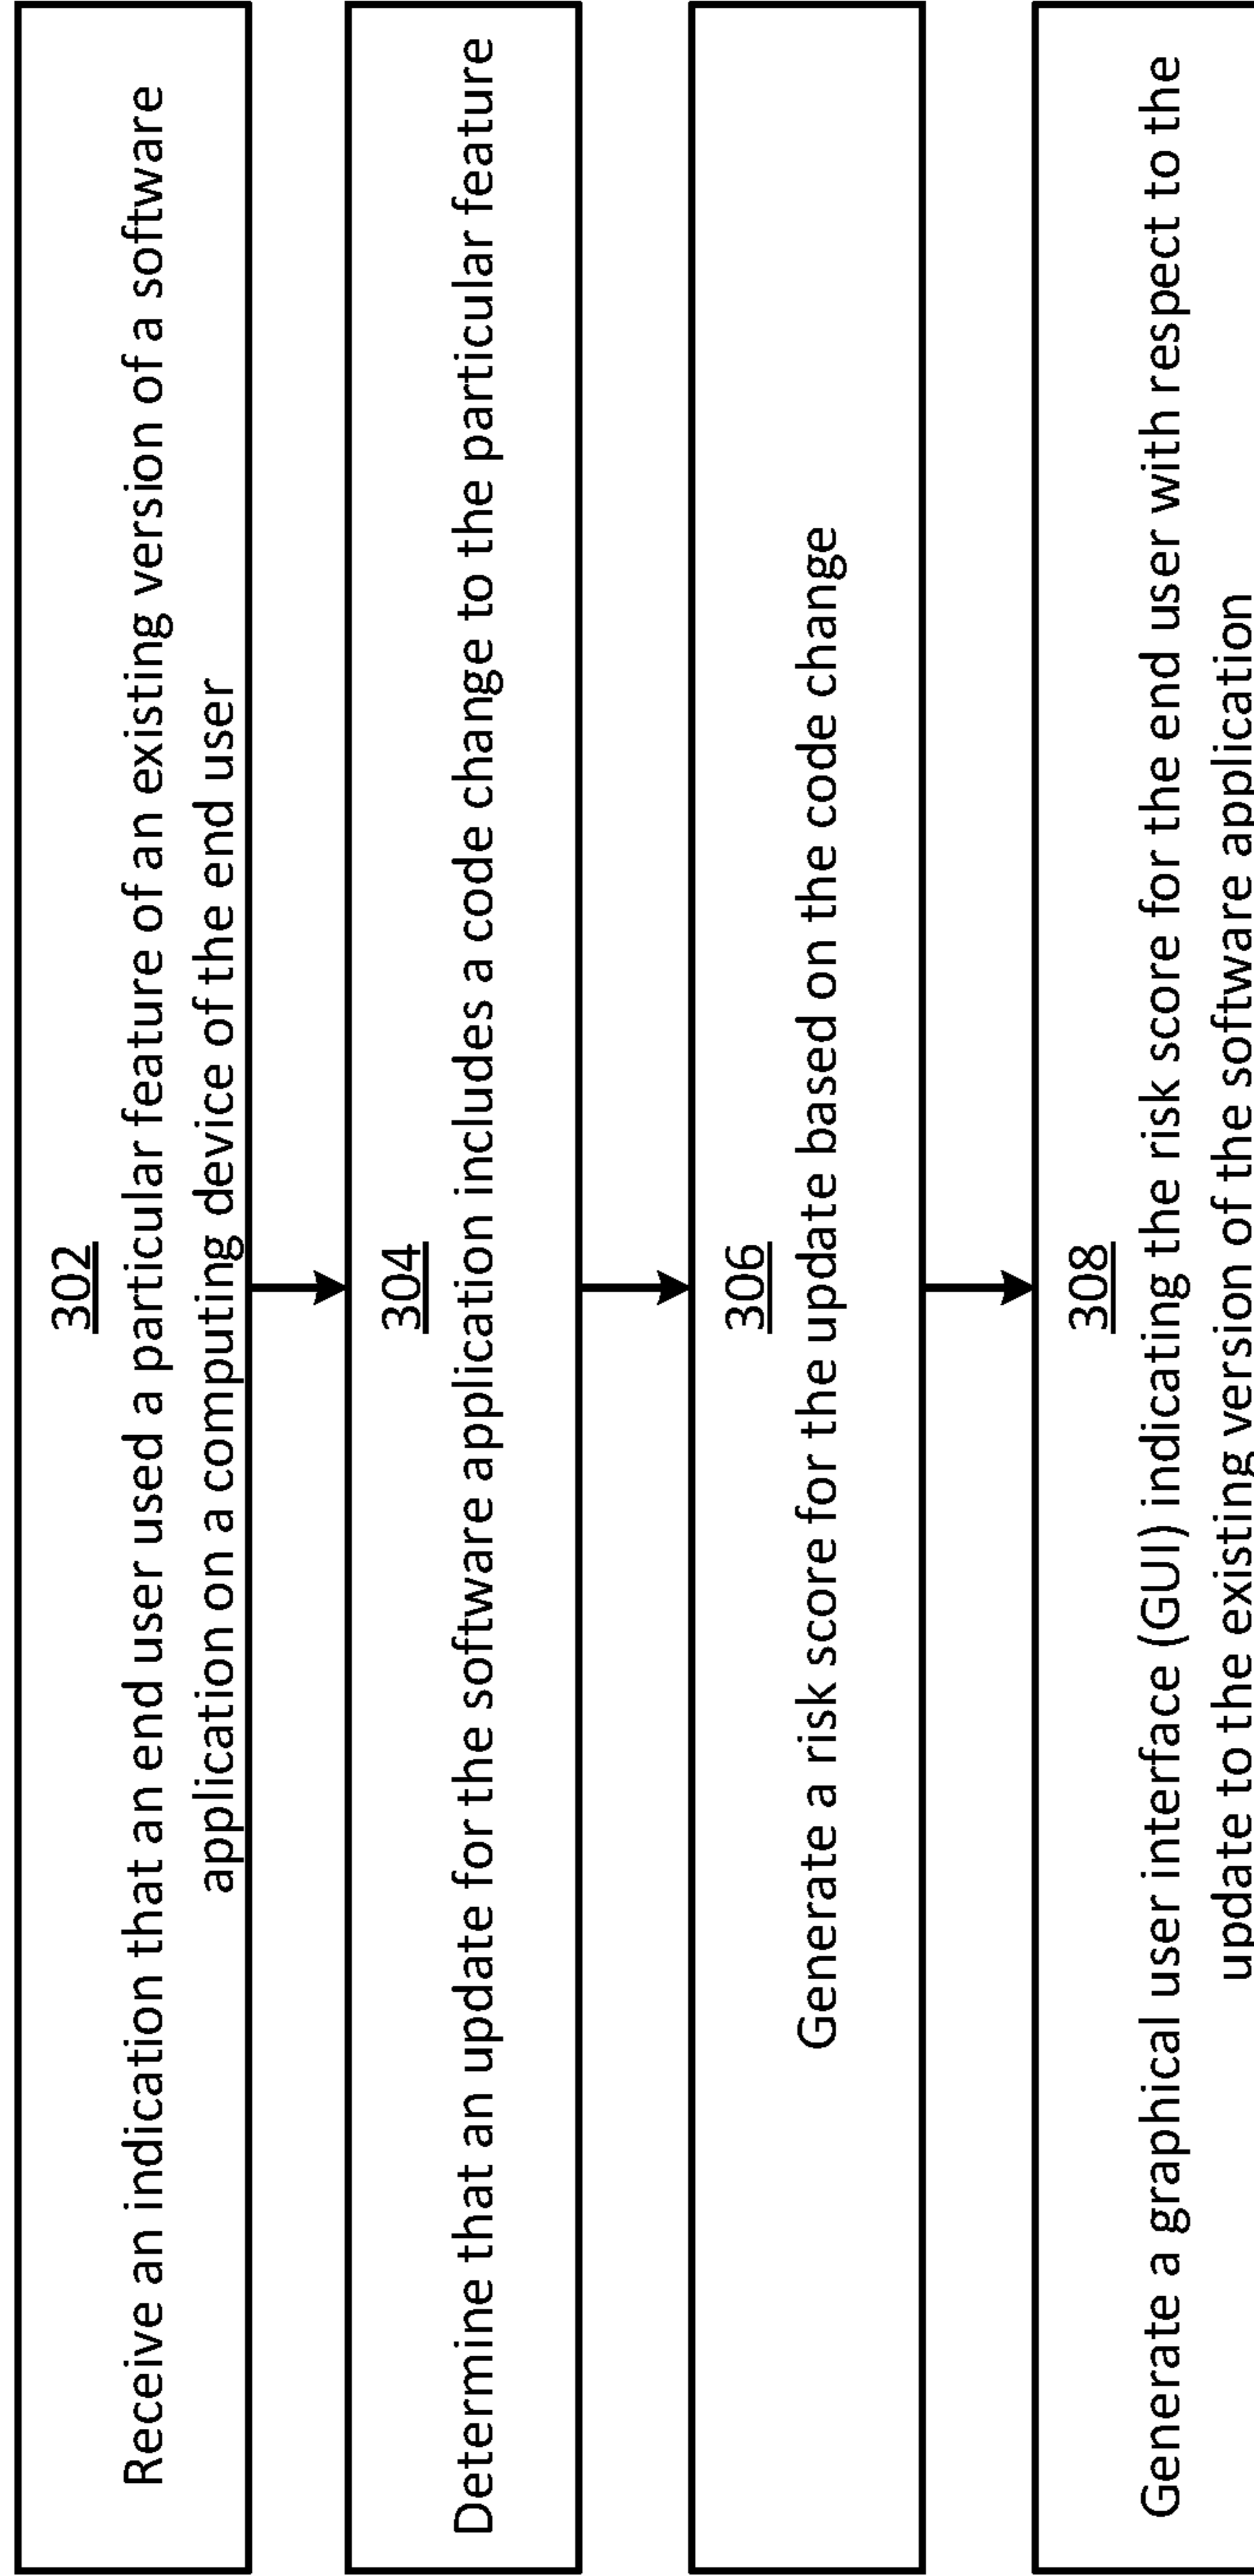 302
Receive an indication that an end user used a particular feature of an existing version of a software
application on a computing device of the end user
304
Determine that an update for the software application includes a code change to the particular feature
306
Generate a risk score for the update based on the code change
308
Generate a graphical user interface (GUI) indicating the risk score for the end user with respect to the
update to the existing version of the software application